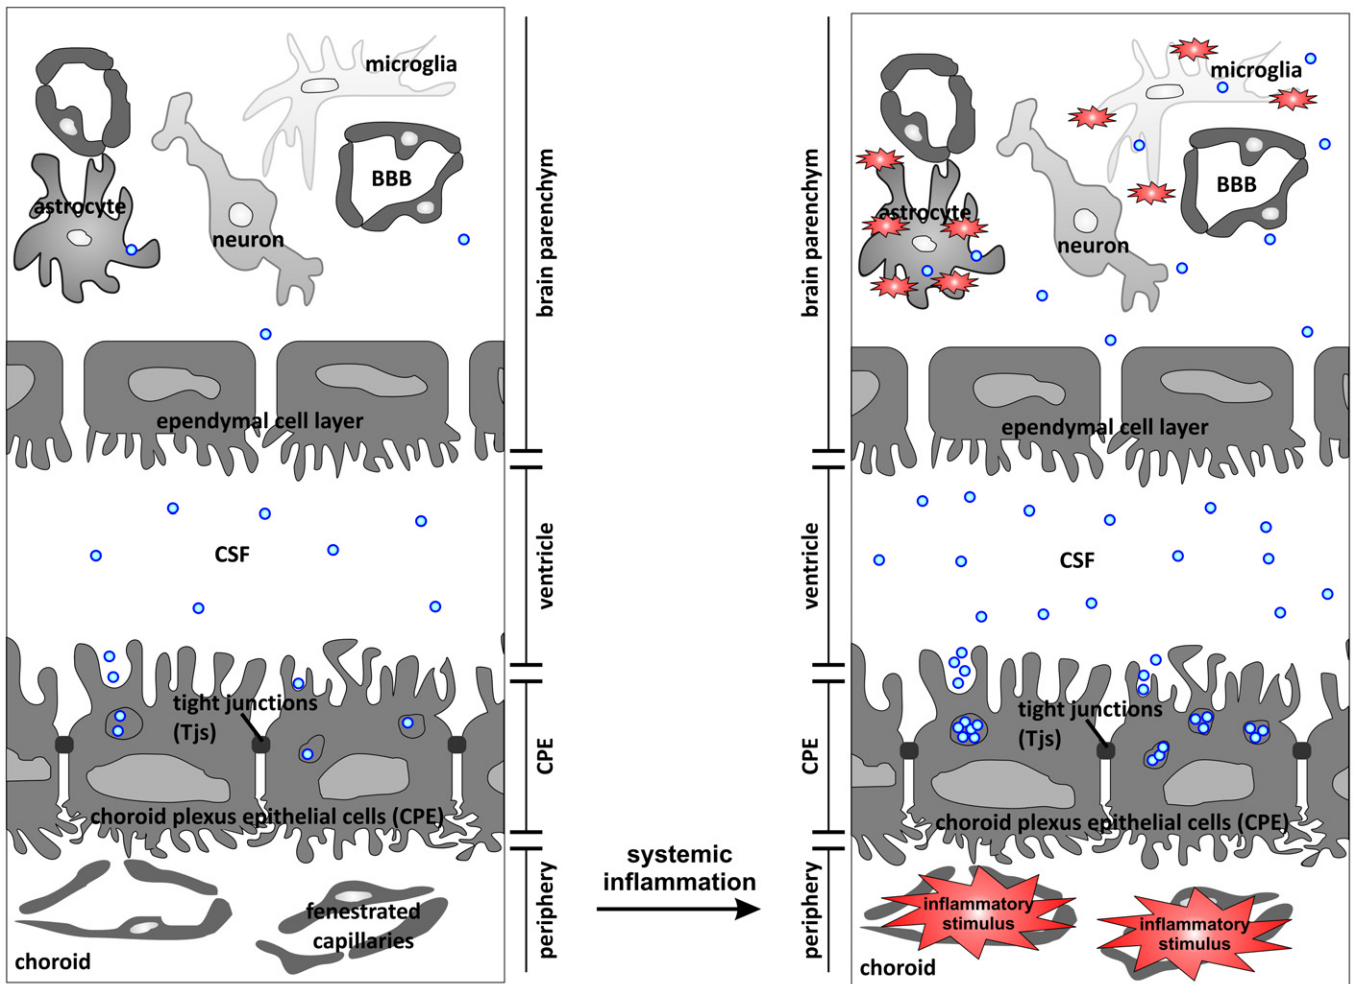 microglia
astrocyte
BBB
neuron
ependymal cell layer
CSF
tight junctions
(Tjs)
choroid plexus epithelial cells (CPE)
fenestrated
capillaries
choroid
brain parenchym
ventricle
CPE
periphery
systemic
inflammation
brain parenchym
ventricle
CPE
periphery
microglia
BBB
astrocyte
neuron
ependymal cell layer
CSF
tight junctions
(Tjs)
choroid plexus epithelial cells (CPE)
inflammatory
stimulus
inflammatory
stimulus
choroid